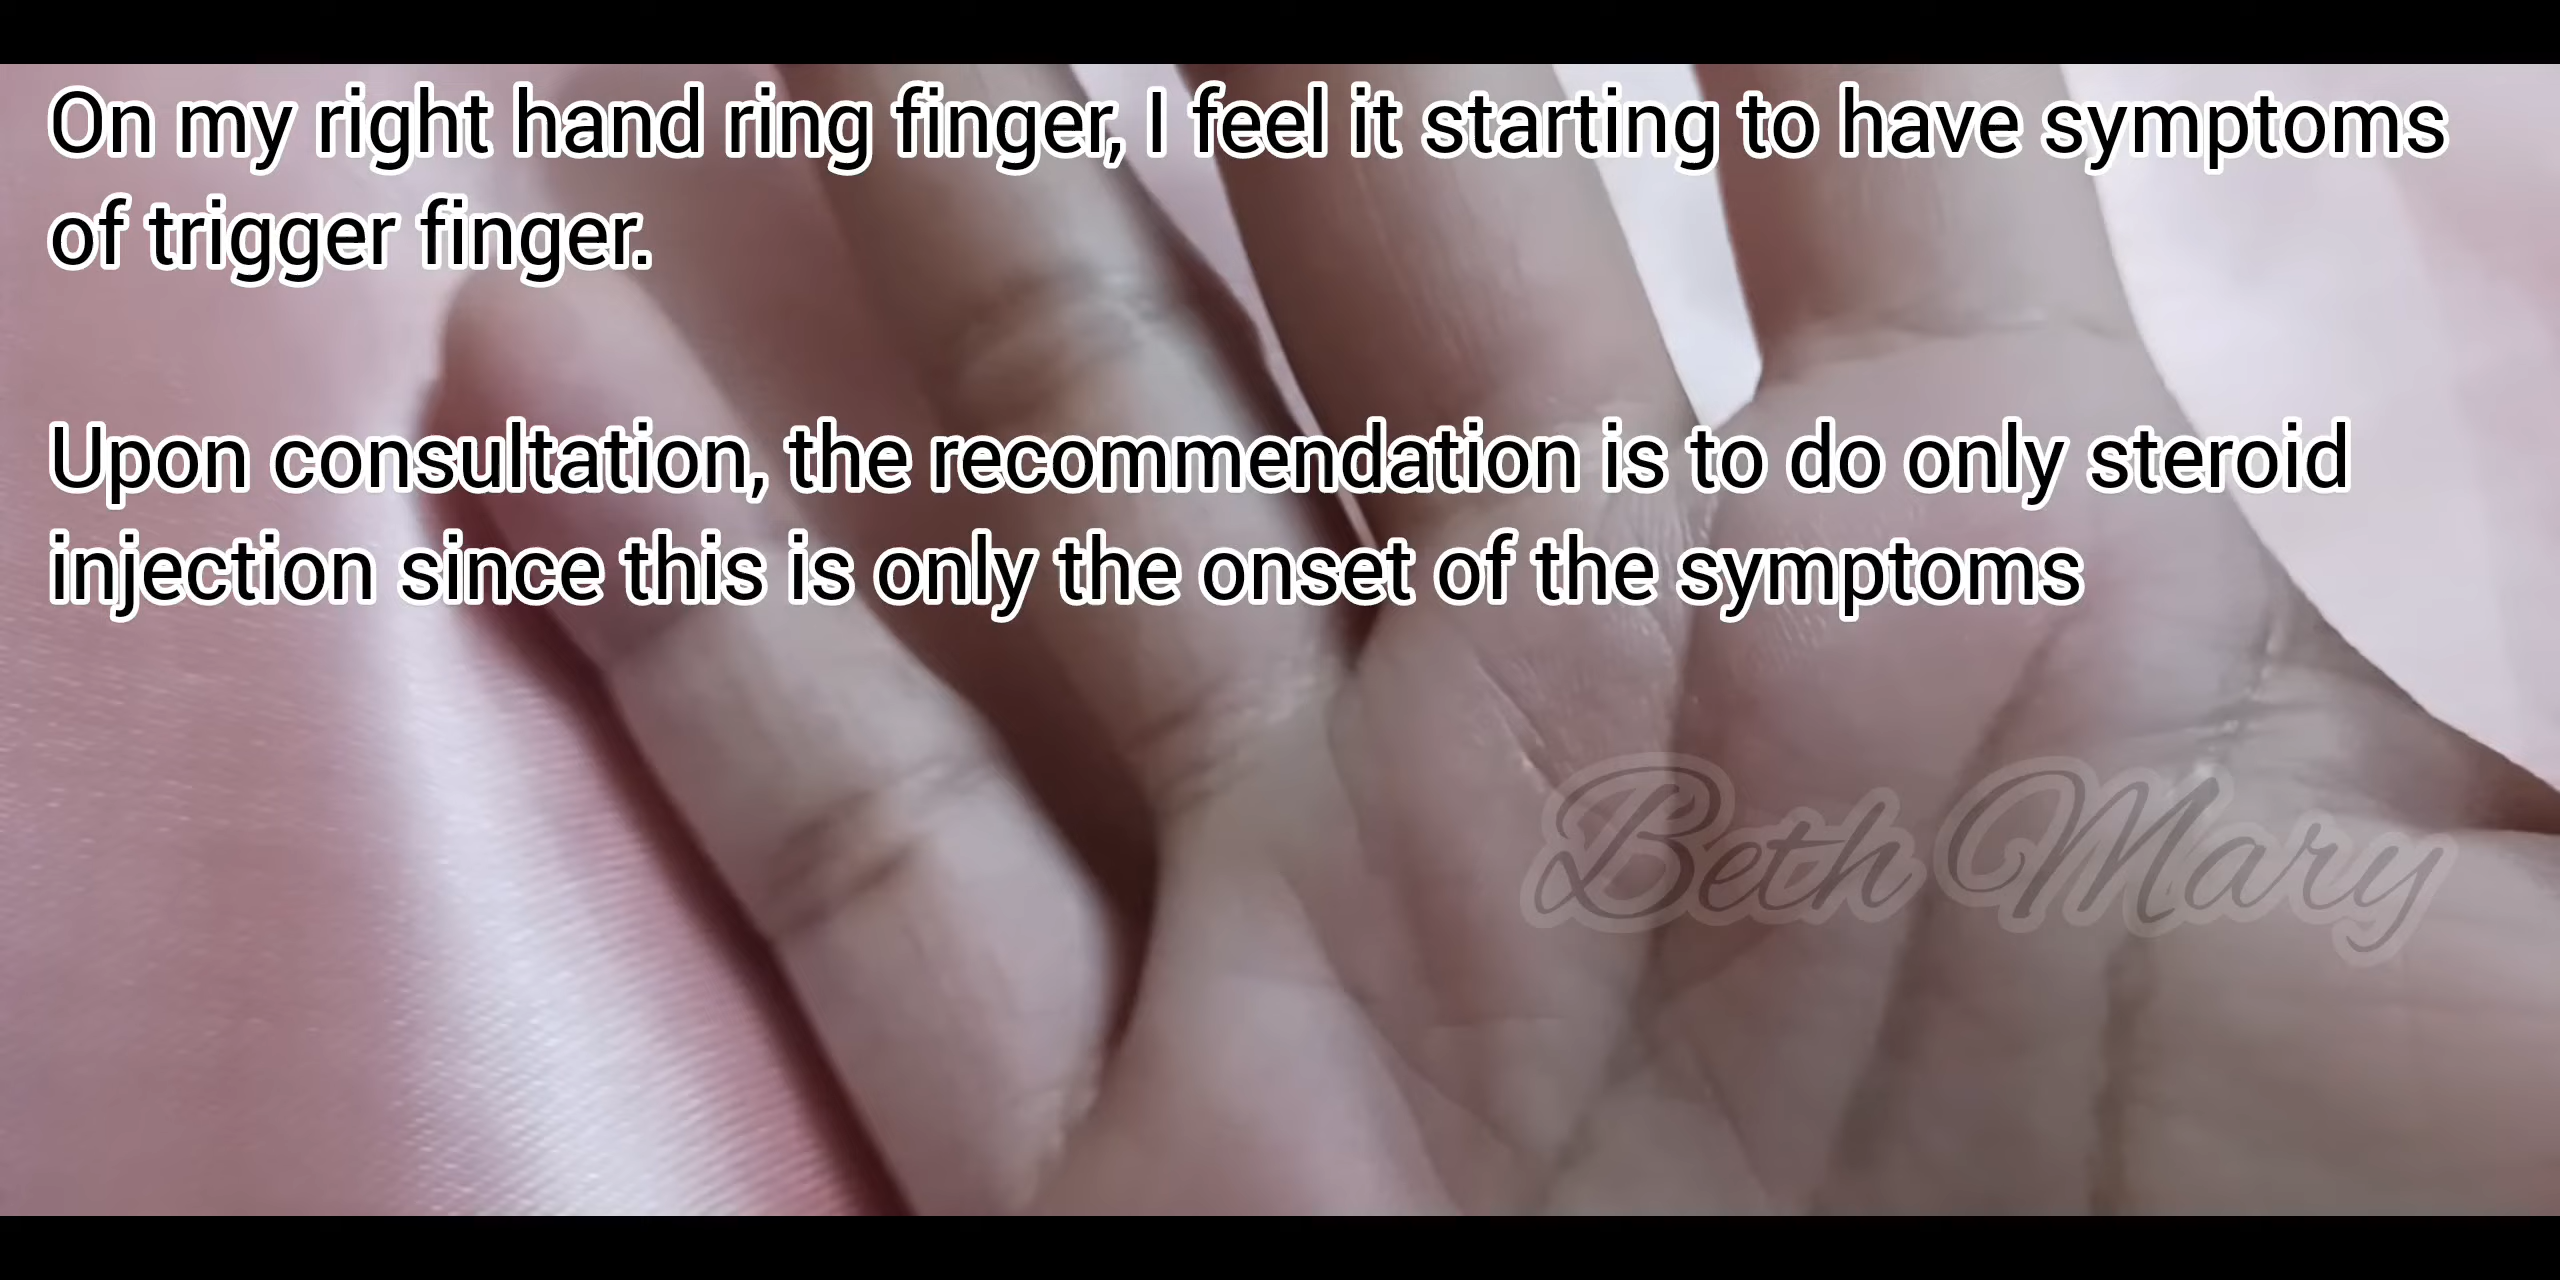 On my right hand ring finger, I feel it starting to have symptoms
of trigger finger.
Upon consultation, the recommendation is to do only steroid
injection since this is only the onset of the symptoms
Beth Mary